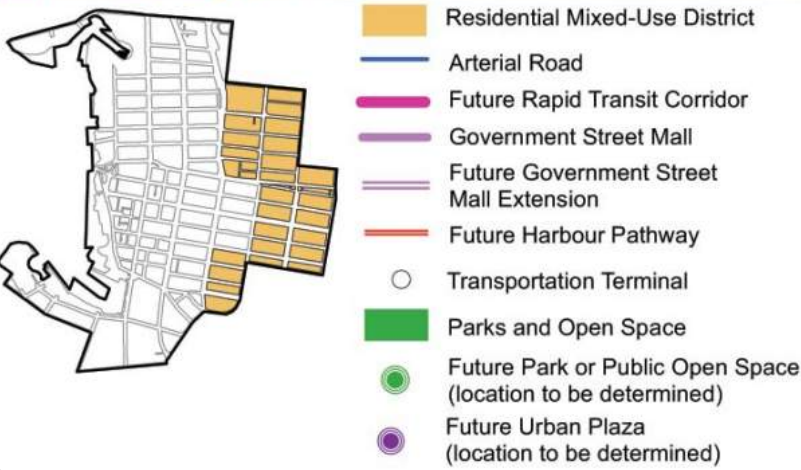 Residential Mixed-Use District
Arterial Road
Future Rapid Transit Corridor
Government Street Mall
Future Government Street
Mall Extension
Future Harbour Pathway
Transportation Terminal
Parks and Open Space
Future Park or Public Open Space
(location to be determined)
Future Urban Plaza
(location to be determined)